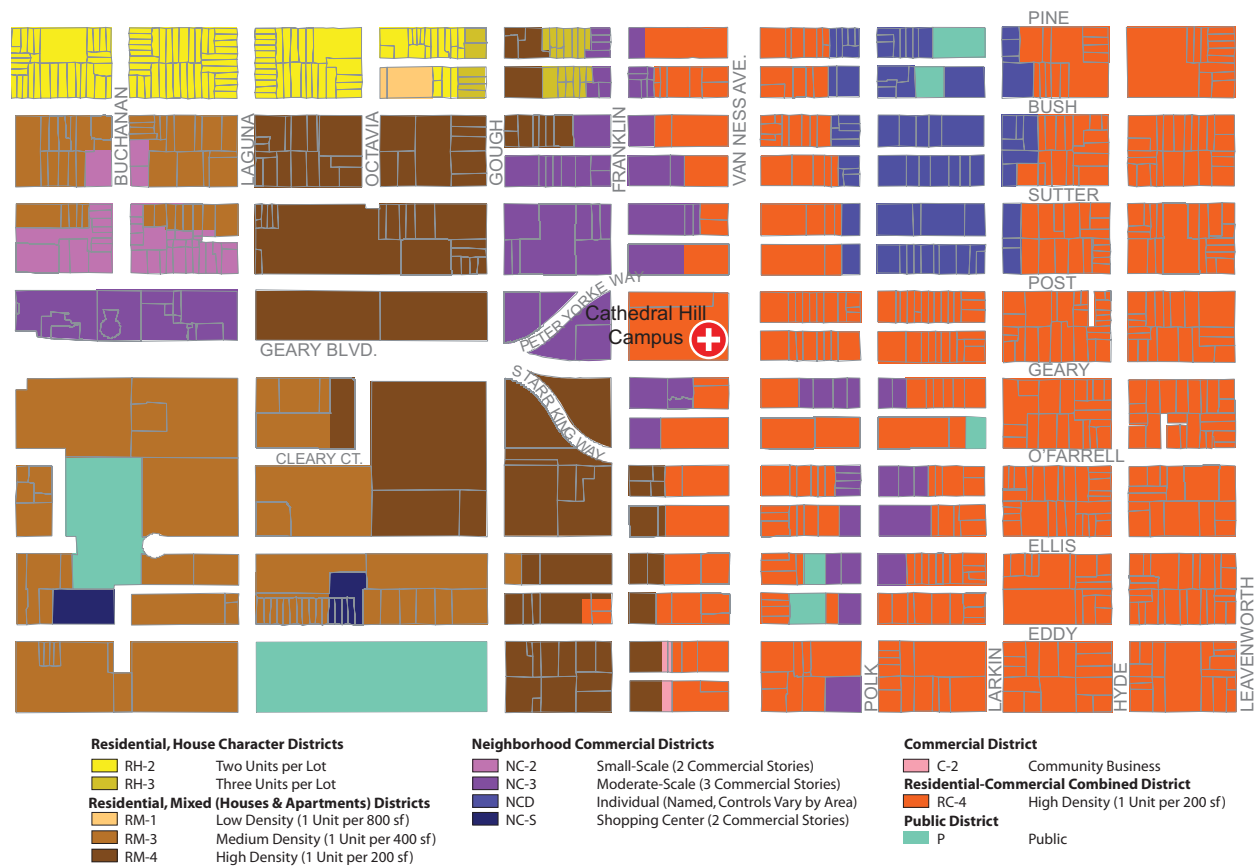 PINE
BUCHANAN
LAGUNA
OCTAVIA
GOUGH
FRANKLIN
VAN NESS AVE.
BUSH
SUTTER
POST
PETER YORKE WAY
Cathedral Hill
Campus
GEARY BLVD.
GEARY
STARR KING WAY
CLEARY CT.
O'FARRELL
ELLIS
EDDY
POLK
LARKIN
HYDE
LEAVENWORTH
Residential, House Character Districts
RH-2 Two Units per Lot
RH-3 Three Units per Lot
Residential, Mixed (Houses & Apartments) Districts
RM-1 Low Density (1 Unit per 800 sf)
RM-3 Medium Density (1 Unit per 400 sf)
RM-4 High Density (1 Unit per 200 sf)
Neighborhood Commercial Districts
NC-2 Small-Scale (2 Commercial Stories)
NC-3 Moderate-Scale (3 Commercial Stories)
NCD Individual (Named, Controls Vary by Area)
NC-S Shopping Center (2 Commercial Stories)
Commercial District
C-2 Community Business
Residential-Commercial Combined District
RC-4 High Density (1 Unit per 200 sf)
Public District
P Public